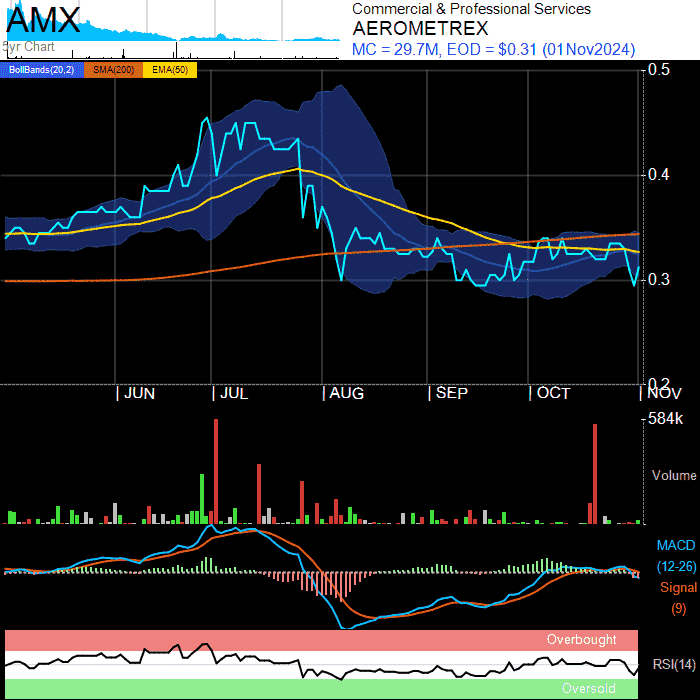 AMX
5yr Chart
Commercial & Professional Services
AEROMETREX
MC = 29.7M, EOD = $0.31 (01Nov2024)
BollBands(20,2) SMA(200) EMA(50)
0.5
0.4
0.3
0.2
JUN JUL AUG SEP OCT NOV
584k
Volume
MACD
(12-26)
Signal
(9)
Overbought
RSI(14)
Oversold